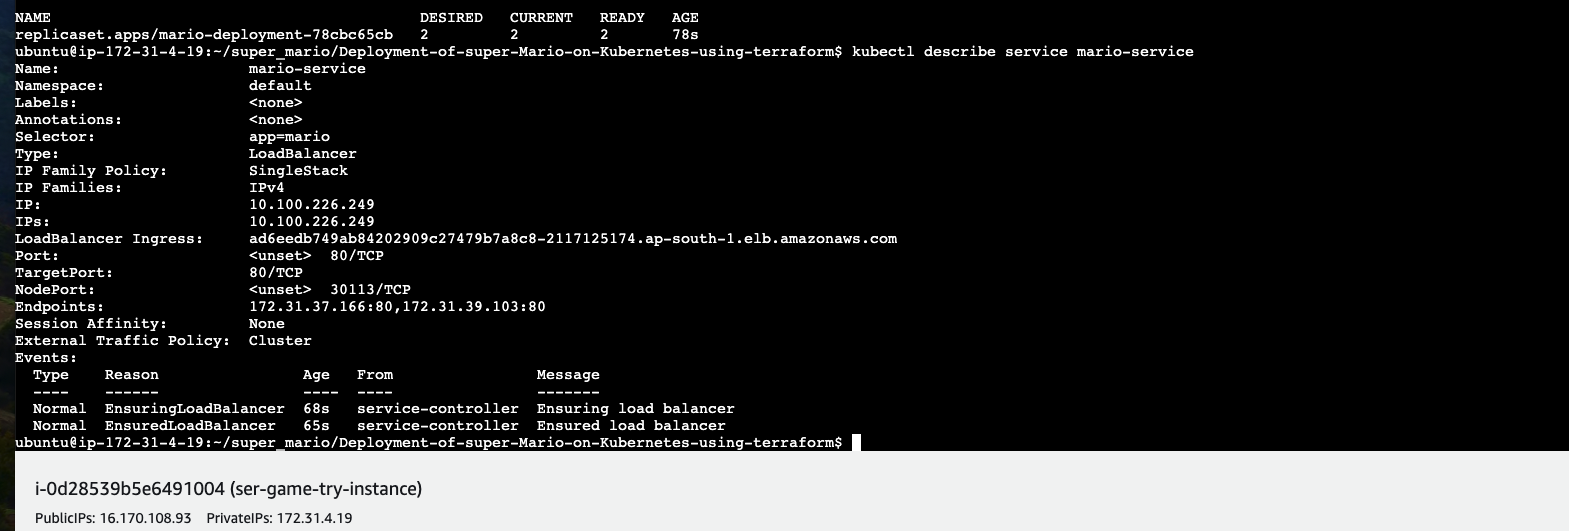 NAME DESIRED CURRENT READY AGE
replicaset.apps/mario-deployment-78cbc65cb 2 2 2 78s
ubuntu@ip-172-31-4-19:~/super_mario/Deployment-of-super-Mario-on-Kubernetes-using-terraform$ kubectl describe service mario-service
Name: mario-service
Namespace: default
Labels: <none>
Annotations: <none>
Selector: app=mario
Type: LoadBalancer
IP Family Policy: SingleStack
IP Families: IPv4
IP: 10.100.226.249
IPs: 10.100.226.249
LoadBalancer Ingress: ad6eedb749ab84202909c27479b7a8c8-2117125174.ap-south-1.elb.amazonaws.com
Port: <unset> 80/TCP
TargetPort: 80/TCP
NodePort: <unset> 30113/TCP
Endpoints: 172.31.37.166:80,172.31.39.103:80
Session Affinity: None
External Traffic Policy: Cluster
Events:
Type Reason Age From Message
---- ------ ---- ---- -------
Normal EnsuringLoadBalancer 68s service-controller Ensuring load balancer
Normal EnsuredLoadBalancer 65s service-controller Ensured load balancer
ubuntu@ip-172-31-4-19:~/super_mario/Deployment-of-super-Mario-on-Kubernetes-using-terraform$
i-0d28539b5e6491004 (ser-game-try-instance)
PublicIPs: 16.170.108.93 PrivateIPs: 172.31.4.19